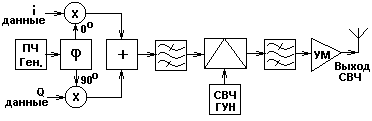 i
данные
X
0°
ПЧ
Ген.
φ
+
90°
Q
данные
X
СВЧ
ГУН
УМ
Выход
СВЧ